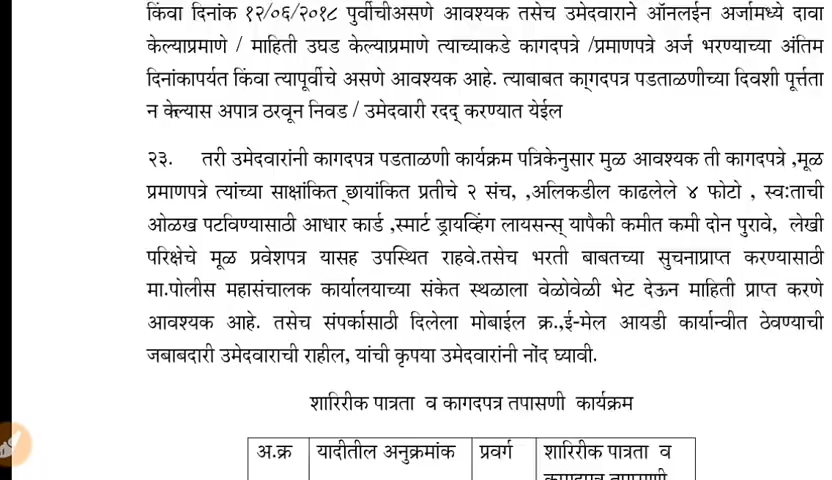 किंवा दिनांक १२/०६/२०१८ पुर्वीचीअसणे आवश्यक तसेच उमेदवाराने ऑनलाईन अर्जामध्ये दावा
केल्याप्रमाणे / माहिती उघड केल्याप्रमाणे त्याच्याकडे कागदपत्रे /प्रमाणपत्रे अर्ज भरण्याच्या अंतिम
दिनांकापर्यत किंवा त्यापूर्वीचे असणे आवश्यक आहे. त्याबाबत कागदपत्र पडताळणीच्या दिवशी पूर्त्तता
न केल्यास अपात्र ठरवून निवड / उमेदवारी रदद् करण्यात येईल
२३. तरी उमेदवारांनी कागदपत्र पडताळणी कार्यक्रम पत्रिकेनुसार मुळ आवश्यक ती कागदपत्रे ,मूळ
प्रमाणपत्रे त्यांच्या साक्षांकित छायांकित प्रतीचे २ संच, ,अलिकडील काढलेले ४ फोटो , स्व:ताची
ओळख पटविण्यासाठी आधार कार्ड ,स्मार्ट ड्रायव्हिंग लायसन्स् यापैकी कमीत कमी दोन पुरावे, लेखी
परिक्षेचे मूळ प्रवेशपत्र यासह उपस्थित राहवे.तसेच भरती बाबतच्या सुचनाप्राप्त करण्यासाठी
मा.पोलीस महासंचालक कार्यालयाच्या संकेत स्थळाला वेळोवेळी भेट देऊन माहिती प्राप्त करणे
आवश्यक आहे. तसेच संपर्कासाठी दिलेला मोबाईल क्र.,ई-मेल आयडी कार्यान्वीत ठेवण्याची
जबाबदारी उमेदवाराची राहील, यांची कृपया उमेदवारांनी नोंद घ्यावी.
शारिरीक पात्रता व कागदपत्र तपासणी कार्यक्रम
अ.क्र यादीतील अनुक्रमांक प्रवर्ग शारिरीक पात्रता व
कागदपत्र तपासणी